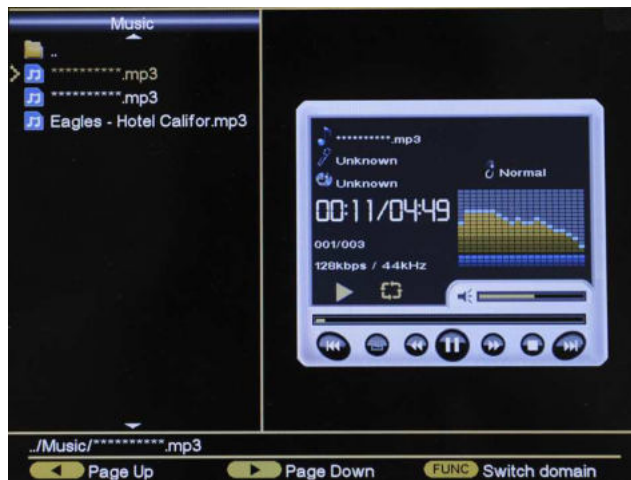 Music
..
**********.mp3
**********.mp3
Eagles - Hotel Califor.mp3
**********.mp3
Unknown
Unknown
Normal
00:11/04:49
001/003
128kbps / 44kHz
../Music/**********.mp3
Page Up
Page Down
FUNC Switch domain